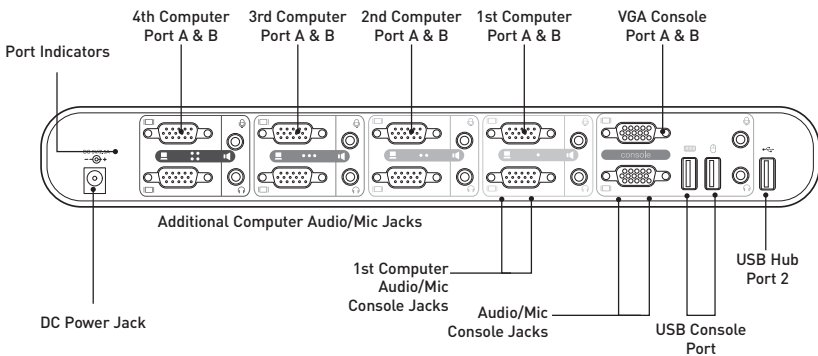 4th Computer
Port A & B
3rd Computer
Port A & B
2nd Computer
Port A & B
1st Computer
Port A & B
VGA Console
Port A & B
Port Indicators
console
Additional Computer Audio/Mic Jacks
1st Computer
Audio/Mic
Console Jacks
Audio/Mic
Console Jacks
USB Hub
Port 2
USB Console
Port
DC Power Jack